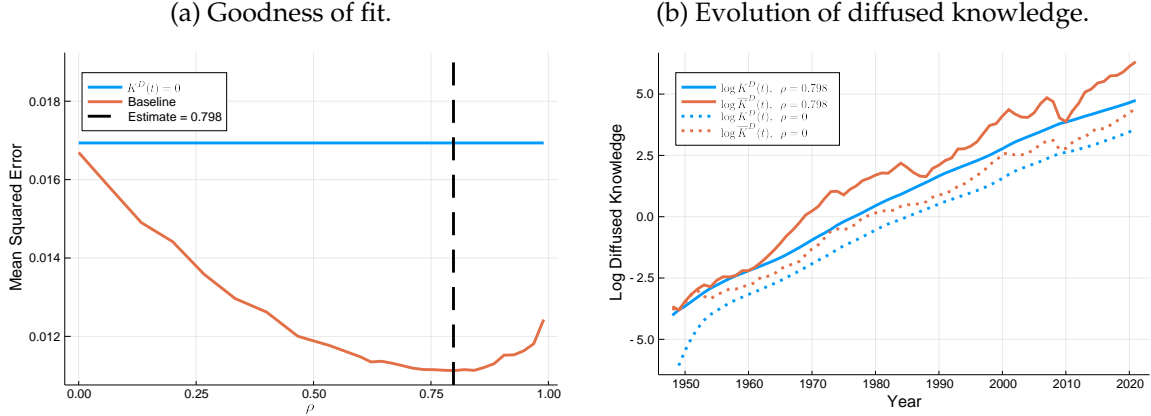 (a) Goodness of fit.
Mean Squared Error
0.018
0.016
0.014
0.012
K^D(t) = 0
Baseline
Estimate = 0.798
0.00
0.25
0.50
0.75
1.00
ρ
(b) Evolution of diffused knowledge.
Log Diffused Knowledge
5.0
2.5
0.0
-2.5
-5.0
log K^D(t), ρ = 0.798
log K̅^D(t), ρ = 0.798
log K^D(t), ρ = 0
log K̅^D(t), ρ = 0
1950
1960
1970
1980
1990
2000
2010
2020
Year